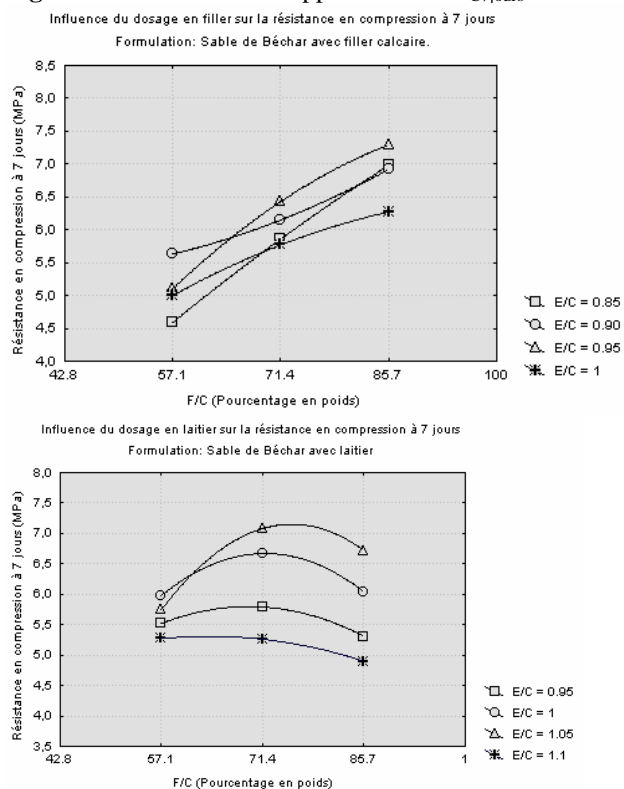 Influence du dosage en filler sur la résistance en compression à 7 jours
Formulation: Sable de Béchar avec filler calcaire.
Résistance en compression à 7 jours (MPa)
8,5
8,0
7,5
7,0
6,5
6,0
5,5
5,0
4,5
4,0
42.8 57.1 71.4 85.7 100
F/C (Pourcentage en poids)
E/C = 0.85
E/C = 0.90
E/C = 0.95
E/C = 1
Influence du dosage en laitier sur la résistance en compression à 7 jours
Formulation: Sable de Béchar avec laitier
Résistance en compression à 7 jours (MPa)
8,0
7,5
7,0
6,5
6,0
5,5
5,0
4,5
4,0
3,5
42.8 57.1 71.4 85.7 1
F/C (Pourcentage en poids)
E/C = 0.95
E/C = 1
E/C = 1.05
E/C = 1.1